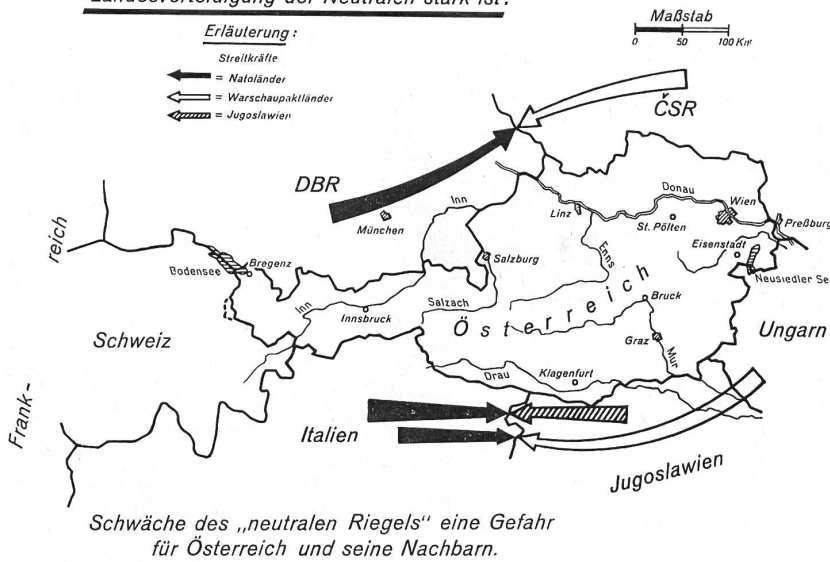 Landesverteidigung der Neutralen stark ist.
Maßstab
0 50 100 Km
Erläuterung:
Streitkräfte
= Natoländer
= Warschaupaktländer
= Jugoslawien
ČSR
DBR
München
Inn
Linz
Donau
Wien
St. Pölten
Preßburg
Eisenstadt
Neusiedler Se
reich
Bodensee
Bregenz
Salzburg
Enns
Inn
Innsbruck
Salzach
Österreich
Bruck
Graz
Mur
Schweiz
Ungarn
Drau
Klagenfurt
Frank-
Italien
Jugoslawien
Schwäche des „neutralen Riegels“ eine Gefahr
für Österreich und seine Nachbarn.